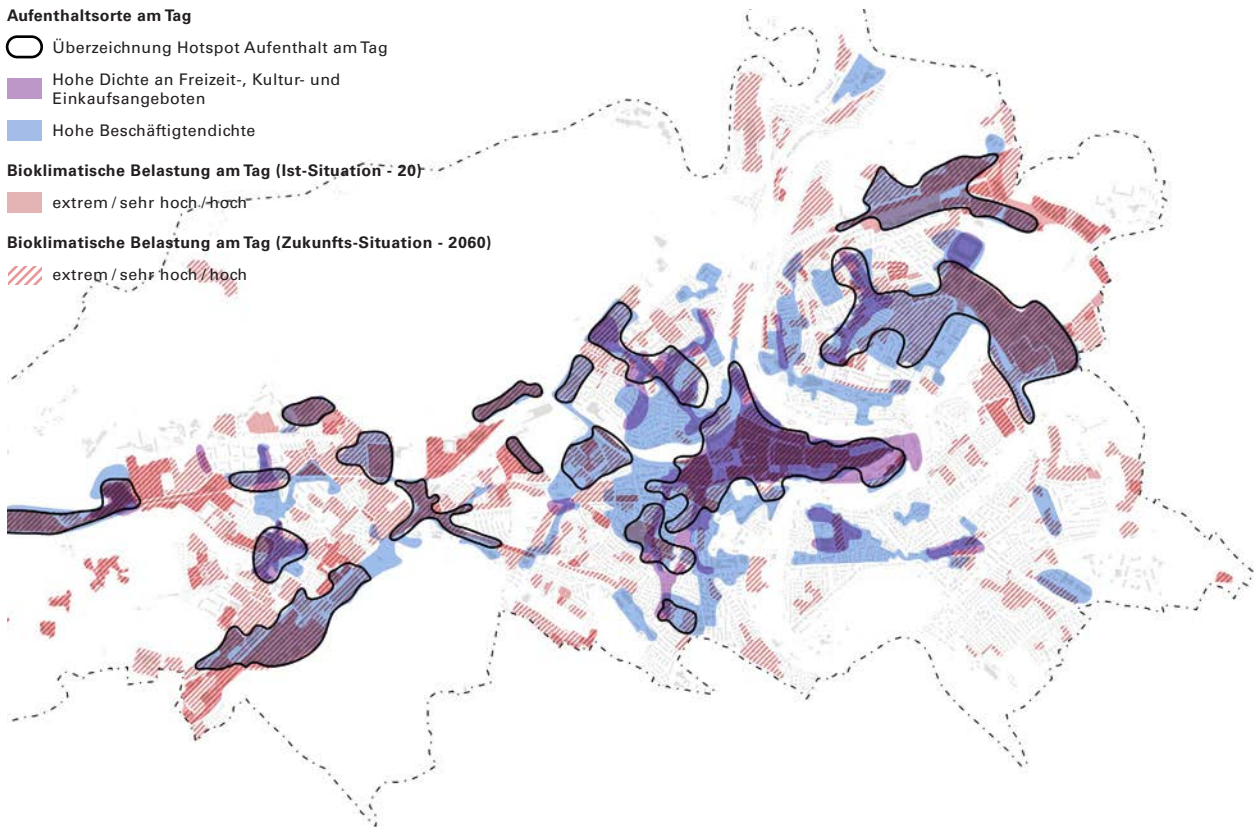 Aufenthaltsorte am Tag
Überzeichnung Hotspot Aufenthalt am Tag
Hohe Dichte an Freizeit-, Kultur- und
Einkaufsangeboten
Hohe Beschäftigtendichte
Bioklimatische Belastung am Tag (Ist-Situation - 20)
extrem / sehr hoch / hoch
Bioklimatische Belastung am Tag (Zukunfts-Situation - 2060)
extrem / sehr hoch / hoch